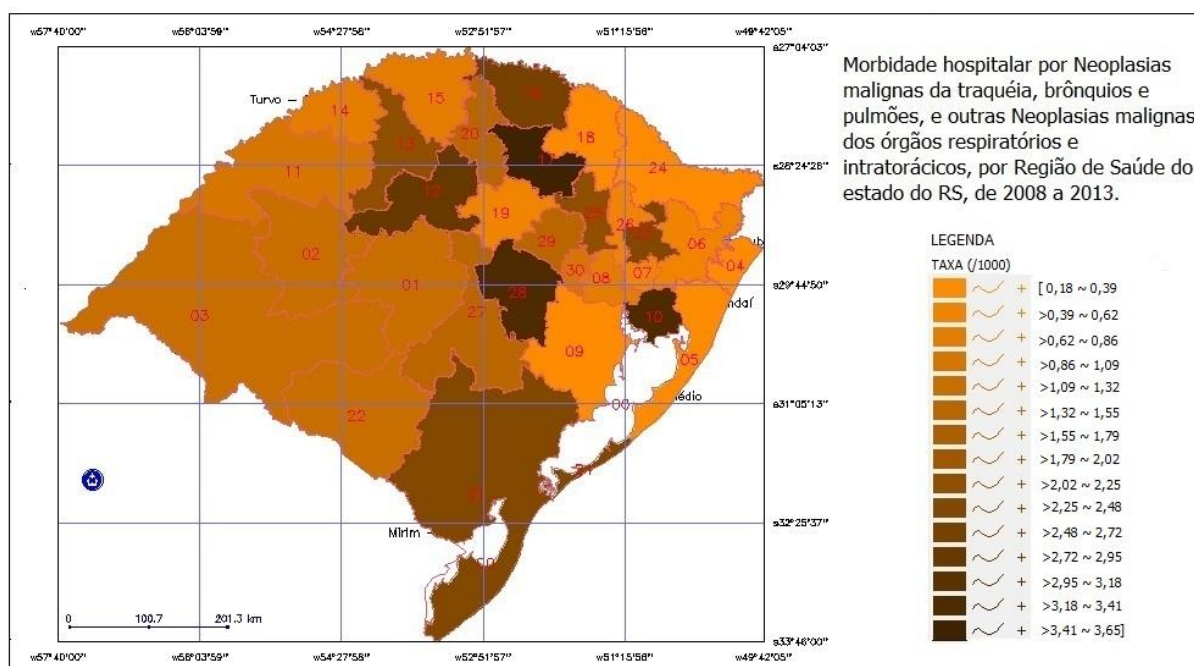 w57°40'00" w56°03'59" w54°27'58" w52°51'57" w51°15'56" w49°42'05"
s27°04'03"
Turvo
14
15
18
20
13
11
24
s28°24'28"
12
19
26
02
29
06
04
01
30
08
07
s29°44'50"
28
03
27
10
ndaí
09
05
22
édio
s31°05'13"
Mirim
s32°25'37"
0 100.7 201.3 km
s33°46'00"
w57°40'00" w56°03'59" w54°27'58" w52°51'57" w51°15'56" w49°42'05"
Morbidade hospitalar por Neoplasias
malignas da traquéia, brônquios e
pulmões, e outras Neoplasias malignas
dos órgãos respiratórios e
intratorácicos, por Região de Saúde do
estado do RS, de 2008 a 2013.
LEGENDA
TAXA (/1000)
+ [ 0,18 ~ 0,39
+ >0,39 ~ 0,62
+ >0,62 ~ 0,86
+ >0,86 ~ 1,09
+ >1,09 ~ 1,32
+ >1,32 ~ 1,55
+ >1,55 ~ 1,79
+ >1,79 ~ 2,02
+ >2,02 ~ 2,25
+ >2,25 ~ 2,48
+ >2,48 ~ 2,72
+ >2,72 ~ 2,95
+ >2,95 ~ 3,18
+ >3,18 ~ 3,41
+ >3,41 ~ 3,65]